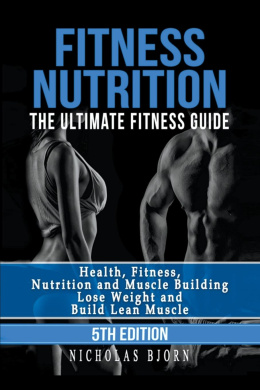 FITNESS
NUTRITION
THE ULTIMATE FITNESS GUIDE
Health, Fitness,
Nutrition and Muscle Building
Lose Weight and
Build Lean Muscle
5TH EDITION
NICHOLAS BJORN